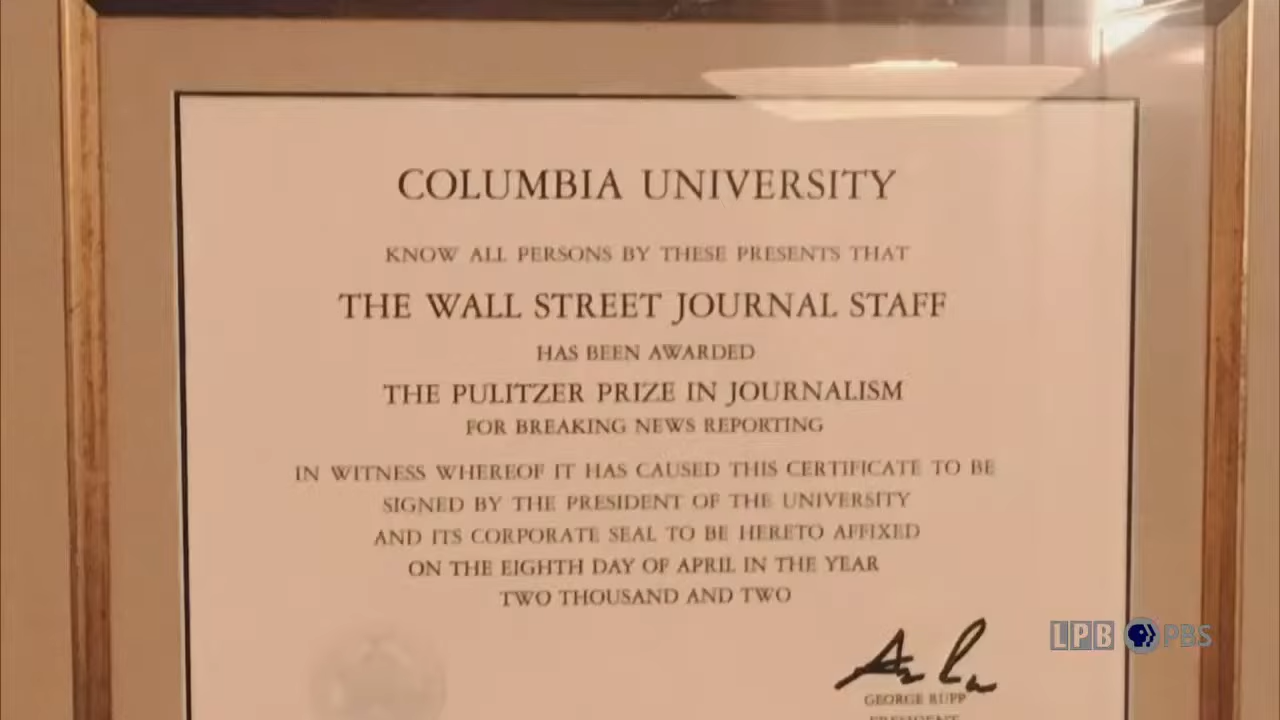 COLUMBIA UNIVERSITY
KNOW ALL PERSONS BY THESE PRESENTS THAT
THE WALL STREET JOURNAL STAFF
HAS BEEN AWARDED
THE PULITZER PRIZE IN JOURNALISM
FOR BREAKING NEWS REPORTING
IN WITNESS WHEREOF IT HAS CAUSED THIS CERTIFICATE TO BE
SIGNED BY THE PRESIDENT OF THE UNIVERSITY
AND ITS CORPORATE SEAL TO BE HERETO AFFIXED
ON THE EIGHTH DAY OF APRIL IN THE YEAR
TWO THOUSAND AND TWO
LPB PBS
GEORGE RUPP
PRESIDENT